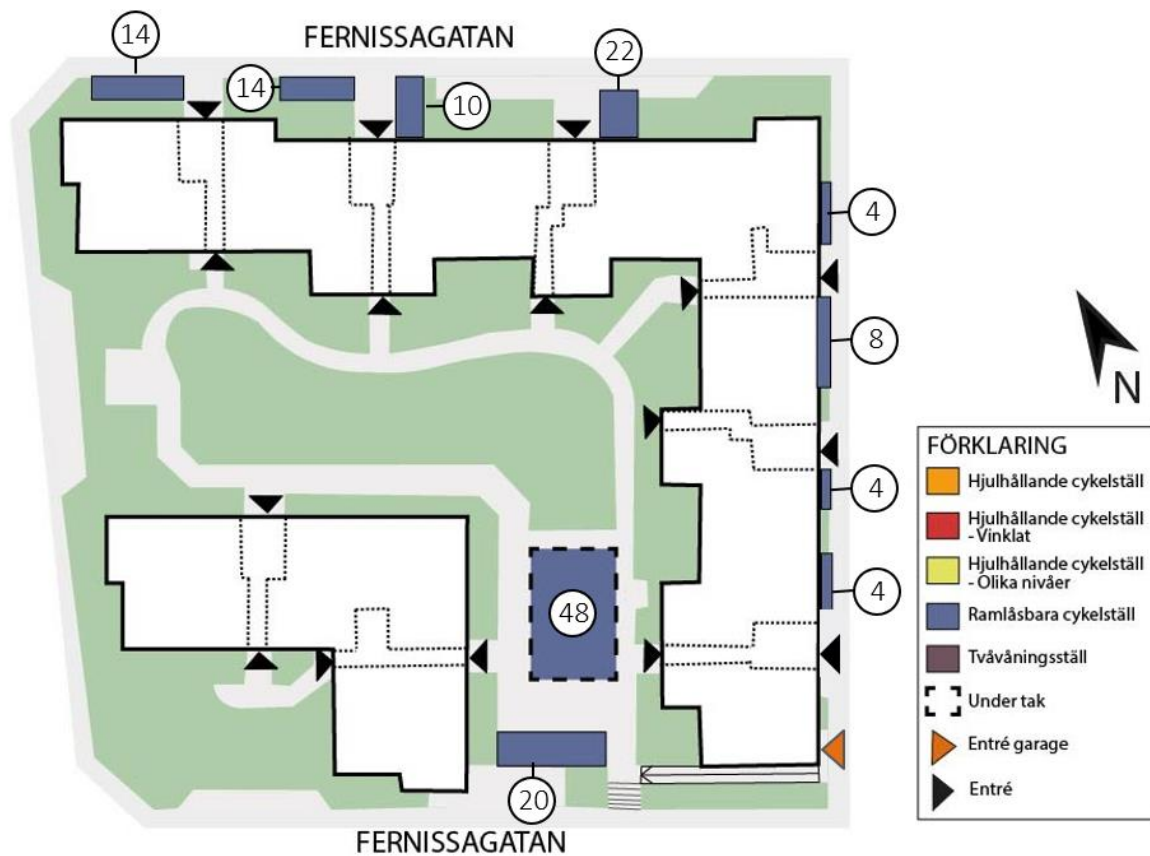 FERNISSAGATAN
14
14
10
22
4
8
4
4
48
20
FERNISSAGATAN
N
FÖRKLARING
Hjulhållande cykelställ
Hjulhållande cykelställ
- Vinklat
Hjulhållande cykelställ
- Olika nivåer
Ramlåsbara cykelställ
Tvåvåningsställ
Under tak
Entré garage
Entré